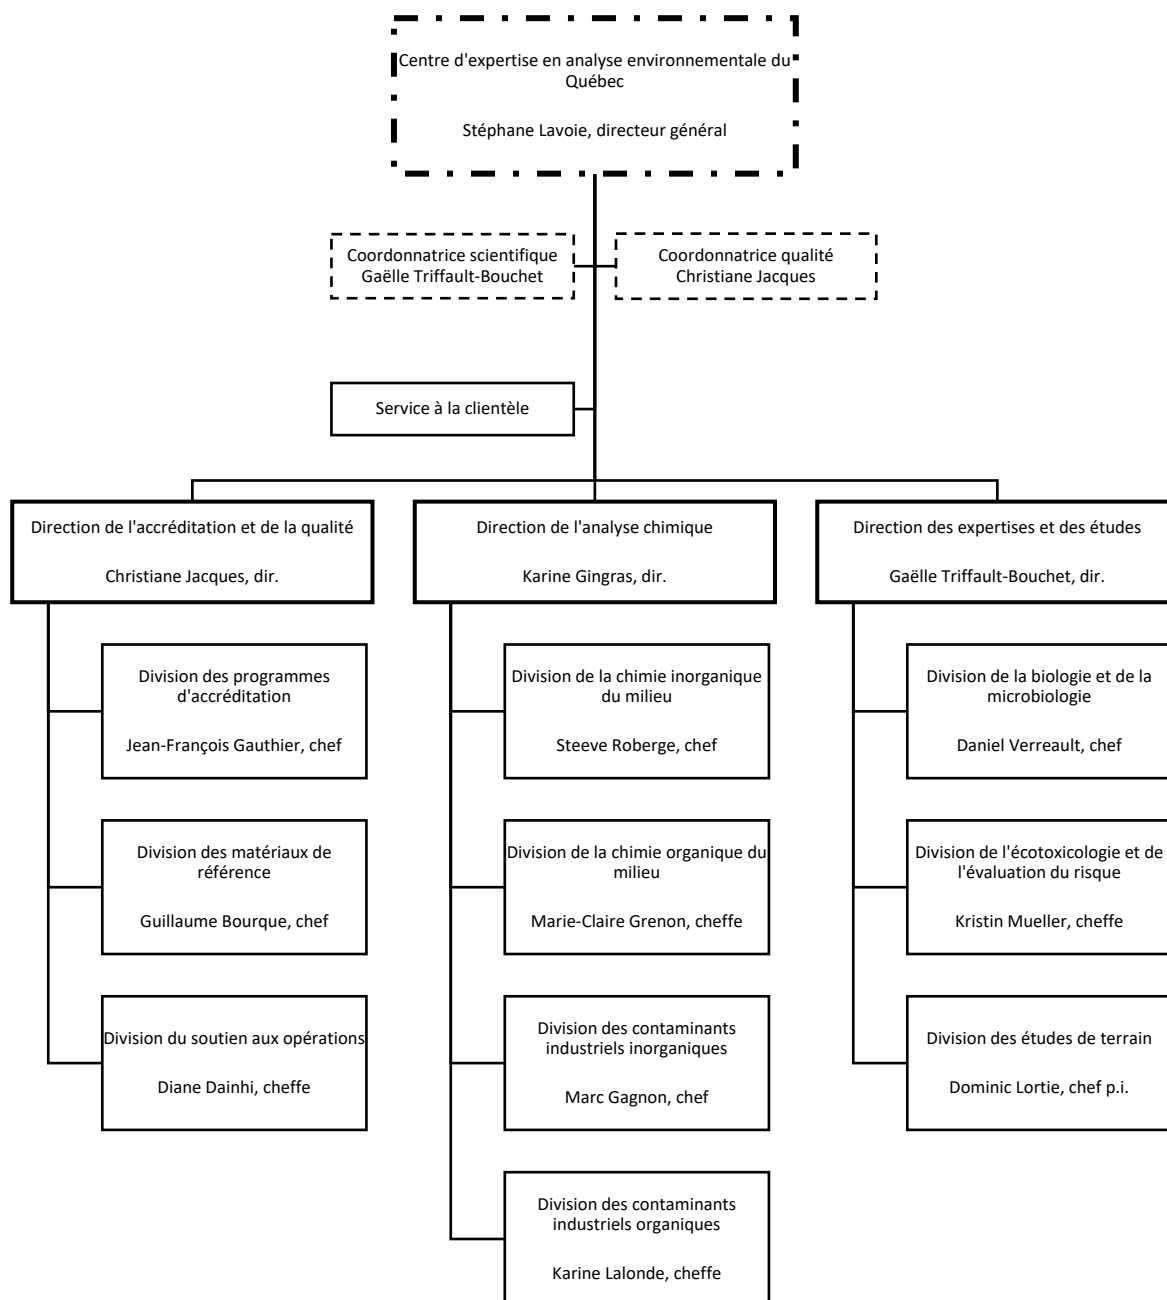 Centre d'expertise en analyse environnementale du
Québec
Stéphane Lavoie, directeur général
Coordonnatrice scientifique
Gaëlle Triffault-Bouchet
Coordonnatrice qualité
Christiane Jacques
Service à la clientèle
Direction de l'accréditation et de la qualité
Christiane Jacques, dir.
Division des programmes
d'accréditation
Jean-François Gauthier, chef
Division des matériaux de
référence
Guillaume Bourque, chef
Division du soutien aux opérations
Diane Dainhi, cheffe
Direction de l'analyse chimique
Karine Gingras, dir.
Division de la chimie inorganique
du milieu
Steeve Roberge, chef
Division de la chimie organique du
milieu
Marie-Claire Grenon, cheffe
Division des contaminants
industriels inorganiques
Marc Gagnon, chef
Division des contaminants
industriels organiques
Karine Lalonde, cheffe
Direction des expertises et des études
Gaëlle Triffault-Bouchet, dir.
Division de la biologie et de la
microbiologie
Daniel Verreault, chef
Division de l'écotoxicologie et de
l'évaluation du risque
Kristin Mueller, cheffe
Division des études de terrain
Dominic Lortie, chef p.i.